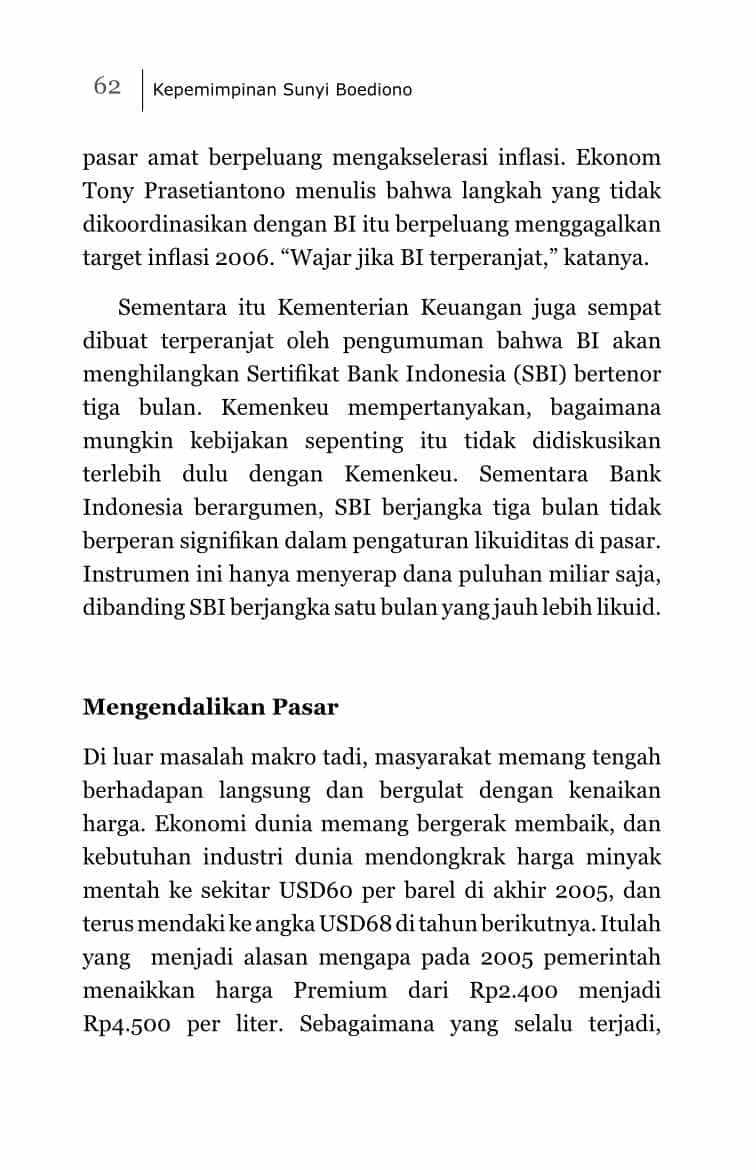 62
Kepemimpinan Sunyi Boediono
pasar amat berpeluang mengakselerasi inflasi. Ekonom
Tony Prasetiantono menulis bahwa langkah yang tidak
dikoordinasikan dengan BI itu berpeluang menggagalkan
target inflasi 2006. “Wajar jika BI terperanjat,” katanya.
Sementara itu Kementerian Keuangan juga sempat
dibuat terperanjat oleh pengumuman bahwa BI akan
menghilangkan Sertifikat Bank Indonesia (SBI) bertenor
tiga bulan. Kemenkeu mempertanyakan, bagaimana
mungkin kebijakan sepenting itu tidak didiskusikan
terlebih dulu dengan Kemenkeu. Sementara Bank
Indonesia berargumen, SBI berjangka tiga bulan tidak
berperan signifikan dalam pengaturan likuiditas di pasar.
Instrumen ini hanya menyerap dana puluhan miliar saja,
dibanding SBI berjangka satu bulan yang jauh lebih likuid.
Mengendalikan Pasar
Di luar masalah makro tadi, masyarakat memang tengah
berhadapan langsung dan bergulat dengan kenaikan
harga. Ekonomi dunia memang bergerak membaik, dan
kebutuhan industri dunia mendongkrak harga minyak
mentah ke sekitar USD60 per barel di akhir 2005, dan
terus mendaki ke angka USD68 di tahun berikutnya. Itulah
yang menjadi alasan mengapa pada 2005 pemerintah
menaikkan harga Premium dari Rp2.400 menjadi
Rp4.500 per liter. Sebagaimana yang selalu terjadi,